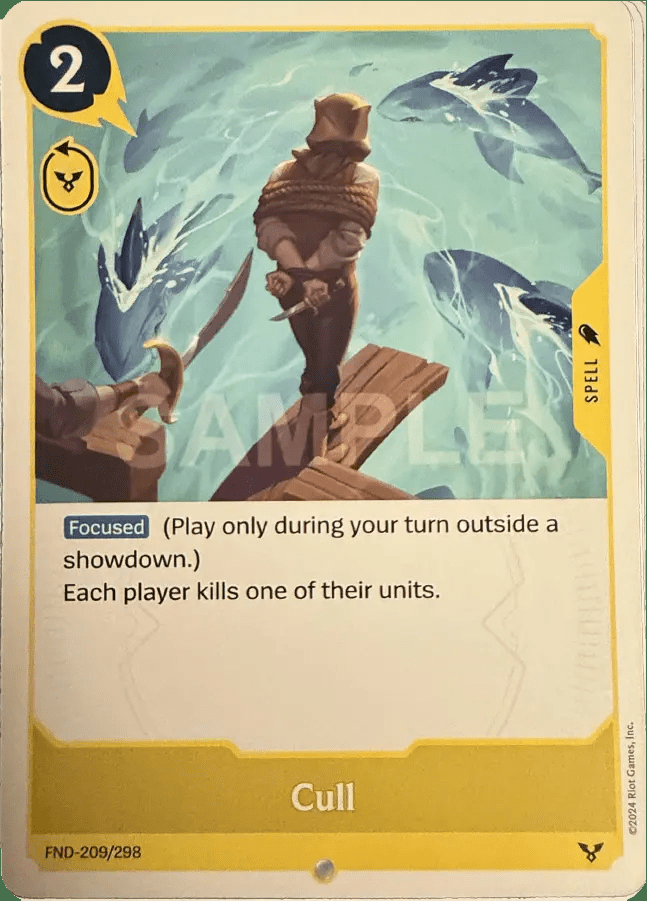 2
SPELL
SAMPLE
Focused (Play only during your turn outside a
showdown.)
Each player kills one of their units.
Cull
©2024 Riot Games, Inc.
FND-209/298